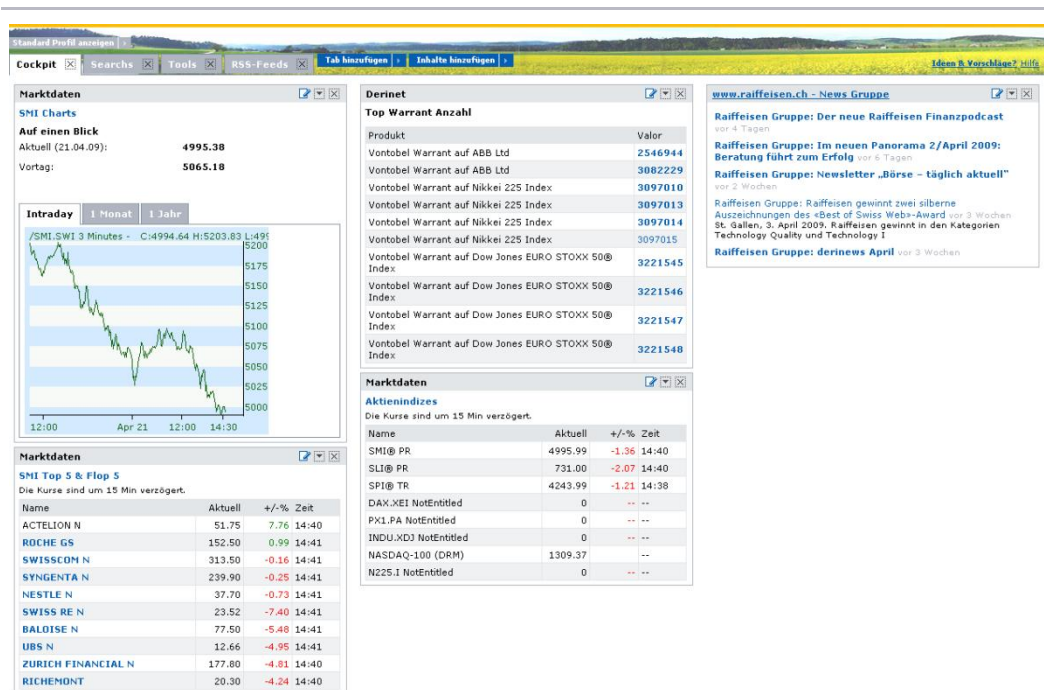 Standard Profil anzeigen
Cockpit Searchs Tools RSS-Feeds Tab hinzufügen Inhalte hinzufügen Ideen & Vorschläge? Hilfe
Marktdaten
SMI Charts
Auf einen Blick
Aktuell (21.04.09): 4995.38
Vortag: 5065.18
Intraday 1 Monat 1 Jahr
/SMI.SWI 3 Minutes - C:4994.64 H:5203.83 L:499
5200
5175
5150
5125
5100
5075
5050
5025
5000
12:00 Apr 21 12:00 14:30
Marktdaten
SMI Top 5 & Flop 5
Die Kurse sind um 15 Min verzögert.
Name Aktuell +/-% Zeit
ACTELION N 51.75 7.76 14:40
ROCHE GS 152.50 0.99 14:41
SWISSCOM N 313.50 -0.16 14:41
SYNGENTA N 239.90 -0.25 14:41
NESTLE N 37.70 -0.73 14:41
SWISS RE N 23.52 -7.40 14:41
BALOISE N 77.50 -5.48 14:41
UBS N 12.66 -4.95 14:41
ZURICH FINANCIAL N 177.80 -4.81 14:40
RICHEMONT 20.30 -4.24 14:40
Derinet
Top Warrant Anzahl
Produkt Valor
Vontobel Warrant auf ABB Ltd 2546944
Vontobel Warrant auf ABB Ltd 3082229
Vontobel Warrant auf Nikkei 225 Index 3097010
Vontobel Warrant auf Nikkei 225 Index 3097013
Vontobel Warrant auf Nikkei 225 Index 3097014
Vontobel Warrant auf Nikkei 225 Index 3097015
Vontobel Warrant auf Dow Jones EURO STOXX 50®
Index 3221545
Vontobel Warrant auf Dow Jones EURO STOXX 50®
Index 3221546
Vontobel Warrant auf Dow Jones EURO STOXX 50®
Index 3221547
Vontobel Warrant auf Dow Jones EURO STOXX 50®
Index 3221548
Marktdaten
Aktienindizes
Die Kurse sind um 15 Min verzögert.
Name Aktuell +/-% Zeit
SMI® PR 4995.99 -1.36 14:40
SLI® PR 731.00 -2.07 14:40
SPI® TR 4243.99 -1.21 14:38
DAX.XEI NotEntitled 0 -- --
PX1.PA NotEntitled 0 -- --
INDU.XDJ NotEntitled 0 -- --
NASDAQ-100 (DRM) 1309.37 --
N225.I NotEntitled 0 -- --
www.raiffeisen.ch - News Gruppe
Raiffeisen Gruppe: Der neue Raiffeisen Finanzpodcast
vor 4 Tagen
Raiffeisen Gruppe: Im neuen Panorama 2/April 2009:
Beratung führt zum Erfolg vor 6 Tagen
Raiffeisen Gruppe: Newsletter „Börse – täglich aktuell"
vor 2 Wochen
Raiffeisen Gruppe: Raiffeisen gewinnt zwei silberne
Auszeichnungen des «Best of Swiss Web»-Award vor 3 Wochen
St. Gallen, 3. April 2009. Raiffeisen gewinnt in den Kategorien
Technology Quality und Technology I
Raiffeisen Gruppe: derinews April vor 3 Wochen